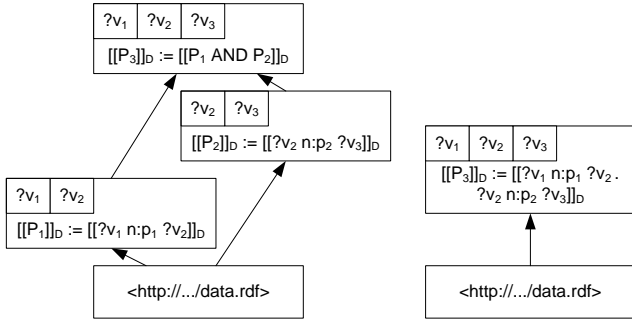 ?v₁ ?v₂ ?v₃
[[P₃]]D := [[P₁ AND P₂]]D
?v₂ ?v₃
[[P₂]]D := [[?v₂ n:p₂ ?v₃]]D
?v₁ ?v₂
[[P₁]]D := [[?v₁ n:p₁ ?v₂]]D
<http://.../data.rdf>
?v₁ ?v₂ ?v₃
[[P₃]]D := [[?v₁ n:p₁ ?v₂ .
?v₂ n:p₂ ?v₃]]D
<http://.../data.rdf>